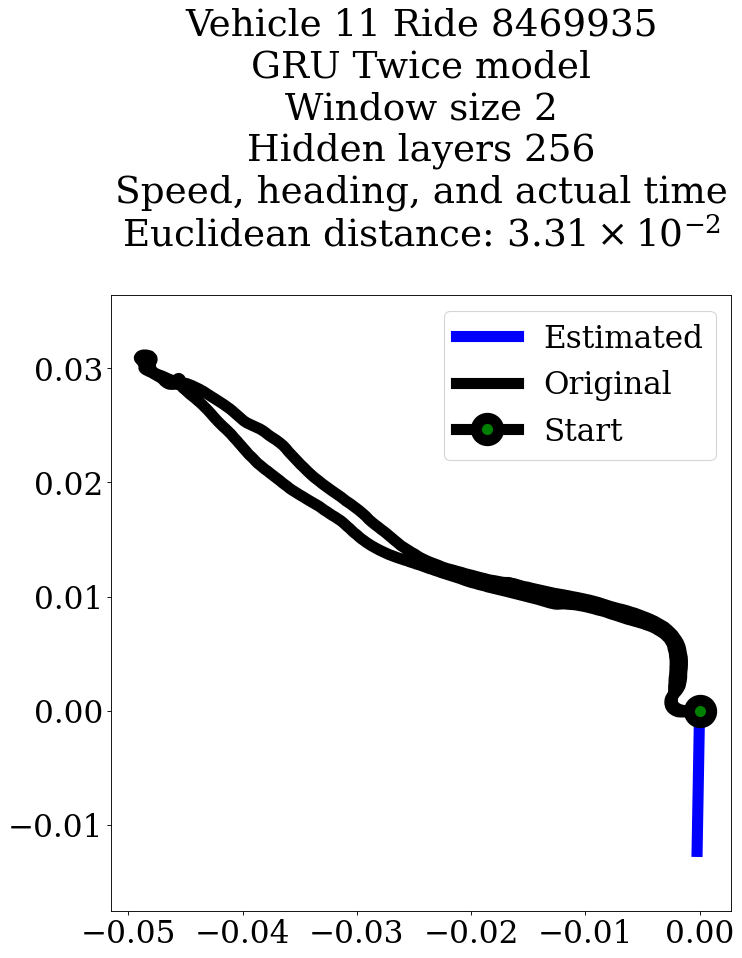 Vehicle 11 Ride 8469935
GRU Twice model
Window size 2
Hidden layers 256
Speed, heading, and actual time
Euclidean distance: 3.31 × 10⁻²
Estimated
Original
Start
0.03
0.02
0.01
0.00
−0.01
−0.05 −0.04 −0.03 −0.02 −0.01 0.00